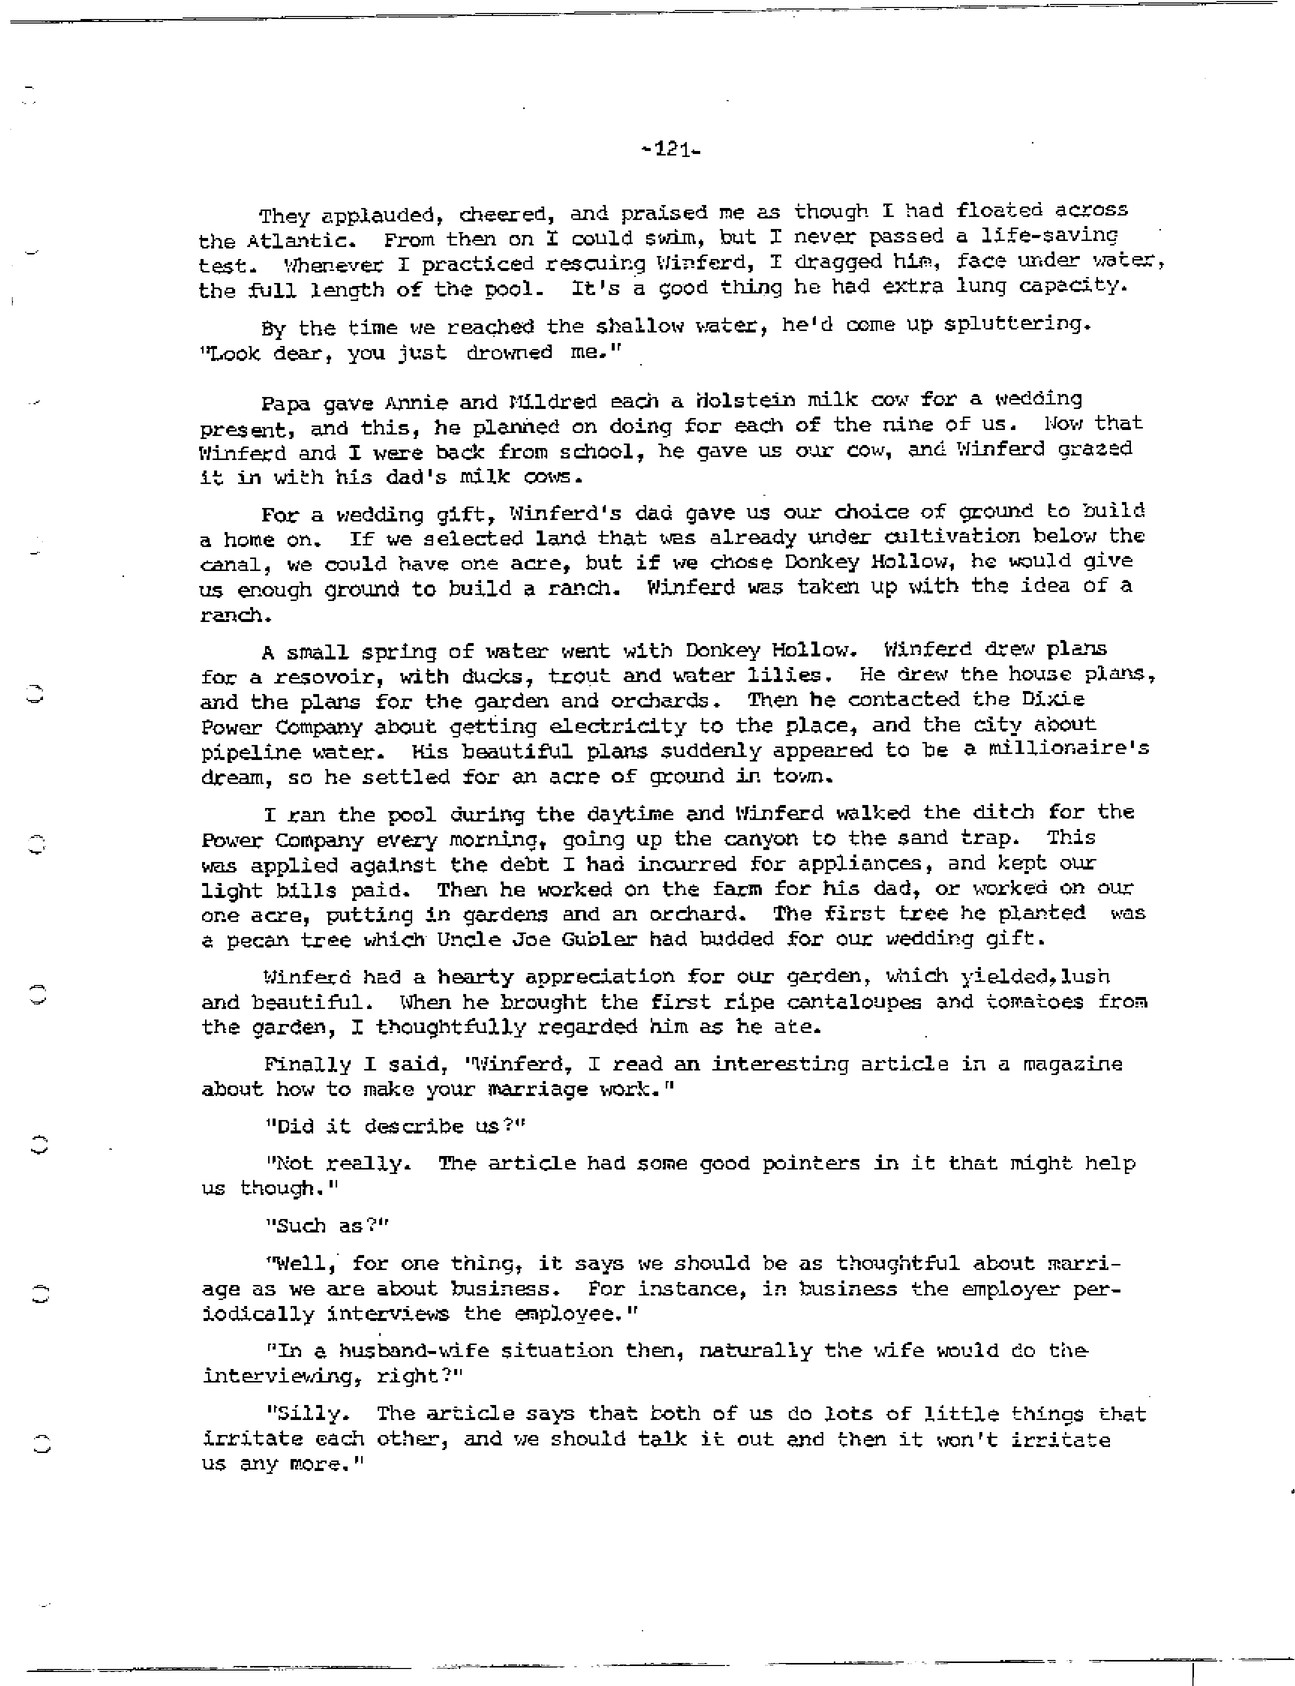 -121-
They applauded, cheered, and praised me as though I had floated across
the Atlantic. From then on I could swim, but I never passed a life-saving
test. Whenever I practiced rescuing Winferd, I dragged him, face under water,
the full length of the pool. It's a good thing he had extra lung capacity.
By the time we reached the shallow water, he'd come up spluttering.
"Look dear, you just drowned me."
Papa gave Annie and Mildred each a Holstein milk cow for a wedding
present, and this, he planned on doing for each of the nine of us. Now that
Winferd and I were back from school, he gave us our cow, and Winferd grazed
it in with his dad's milk cows.
For a wedding gift, Winferd's dad gave us our choice of ground to build
a home on. If we selected land that was already under cultivation below the
canal, we could have one acre, but if we chose Donkey Hollow, he would give
us enough ground to build a ranch. Winferd was taken up with the idea of a
ranch.
A small spring of water went with Donkey Hollow. Winferd drew plans
for a resovoir, with ducks, trout and water lilies. He drew the house plans,
and the plans for the garden and orchards. Then he contacted the Dixie
Power Company about getting electricity to the place, and the city about
pipeline water. His beautiful plans suddenly appeared to be a millionaire's
dream, so he settled for an acre of ground in town.
I ran the pool during the daytime and Winferd walked the ditch for the
Power Company every morning, going up the canyon to the sand trap. This
was applied against the debt I had incurred for appliances, and kept our
light bills paid. Then he worked on the farm for his dad, or worked on our
one acre, putting in gardens and an orchard. The first tree he planted was
a pecan tree which Uncle Joe Gubler had budded for our wedding gift.
Winferd had a hearty appreciation for our garden, which yielded, lush
and beautiful. When he brought the first ripe cantaloupes and tomatoes from
the garden, I thoughtfully regarded him as he ate.
Finally I said, "Winferd, I read an interesting article in a magazine
about how to make your marriage work."
"Did it describe us?"
"Not really. The article had some good pointers in it that might help
us though."
"Such as?"
"Well, for one thing, it says we should be as thoughtful about marri-
age as we are about business. For instance, in business the employer per-
iodically interviews the employee."
"In a husband-wife situation then, naturally the wife would do the
interviewing, right?"
"Silly. The article says that both of us do lots of little things that
irritate each other, and we should talk it out and then it won't irritate
us any more."